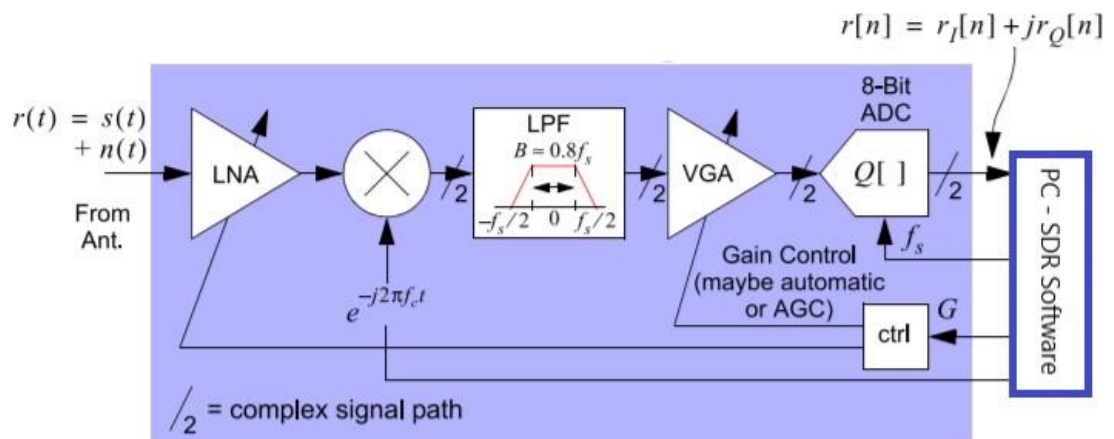 r[n] = r_I[n] + jr_Q[n]
8-Bit
ADC
r(t) = s(t)
+ n(t)
LPF
B ≈ 0.8f_s
LNA
/2
/2
VGA
/2
Q[ ]
/2
-f_s/2
0
f_s/2
From
Ant.
f_s
Gain Control
(maybe automatic
or AGC)
e^{-j2πf_c t}
G
ctrl
PC - SDR Software
/2 = complex signal path